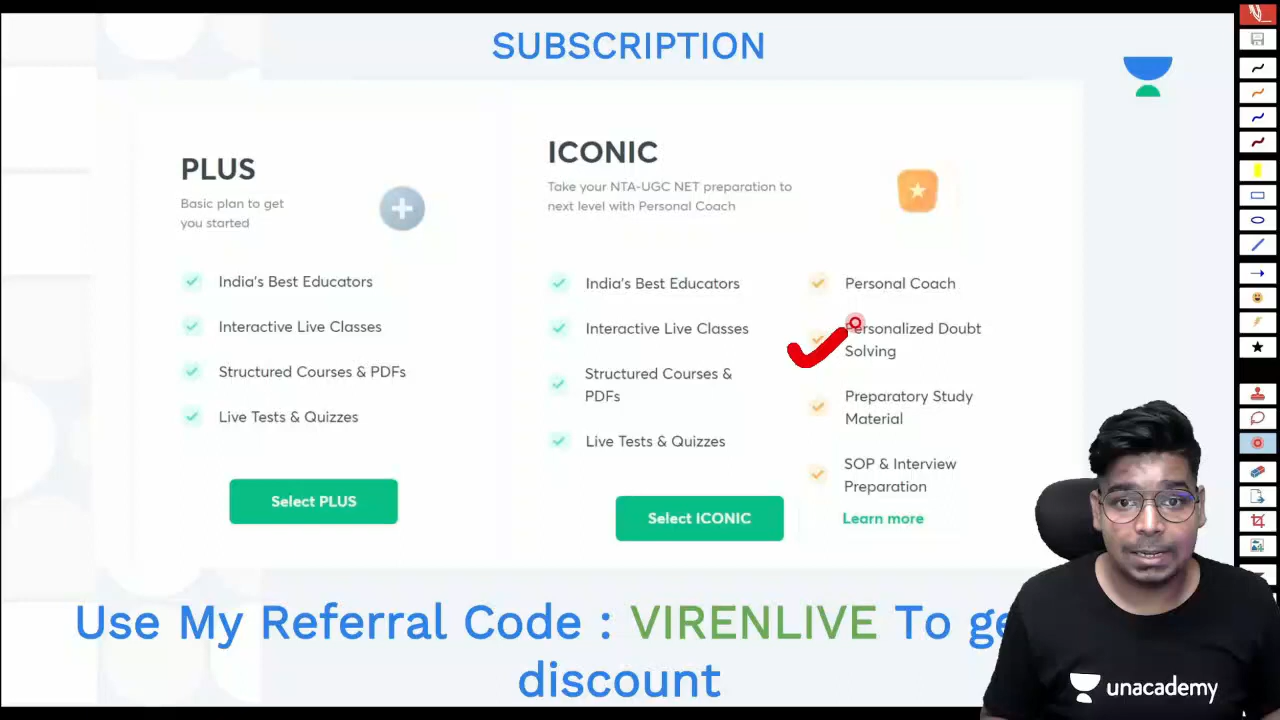 SUBSCRIPTION
PLUS
Basic plan to get
you started
India's Best Educators
Interactive Live Classes
Structured Courses & PDFs
Live Tests & Quizzes
Select PLUS
ICONIC
Take your NTA-UGC NET preparation to
next level with Personal Coach
India's Best Educators
Interactive Live Classes
Structured Courses &
PDFs
Live Tests & Quizzes
Select ICONIC
Personal Coach
Personalized Doubt
Solving
Preparatory Study
Material
SOP & Interview
Preparation
Learn more
Use My Referral Code : VIRENLIVE To ge
discount
unacademy